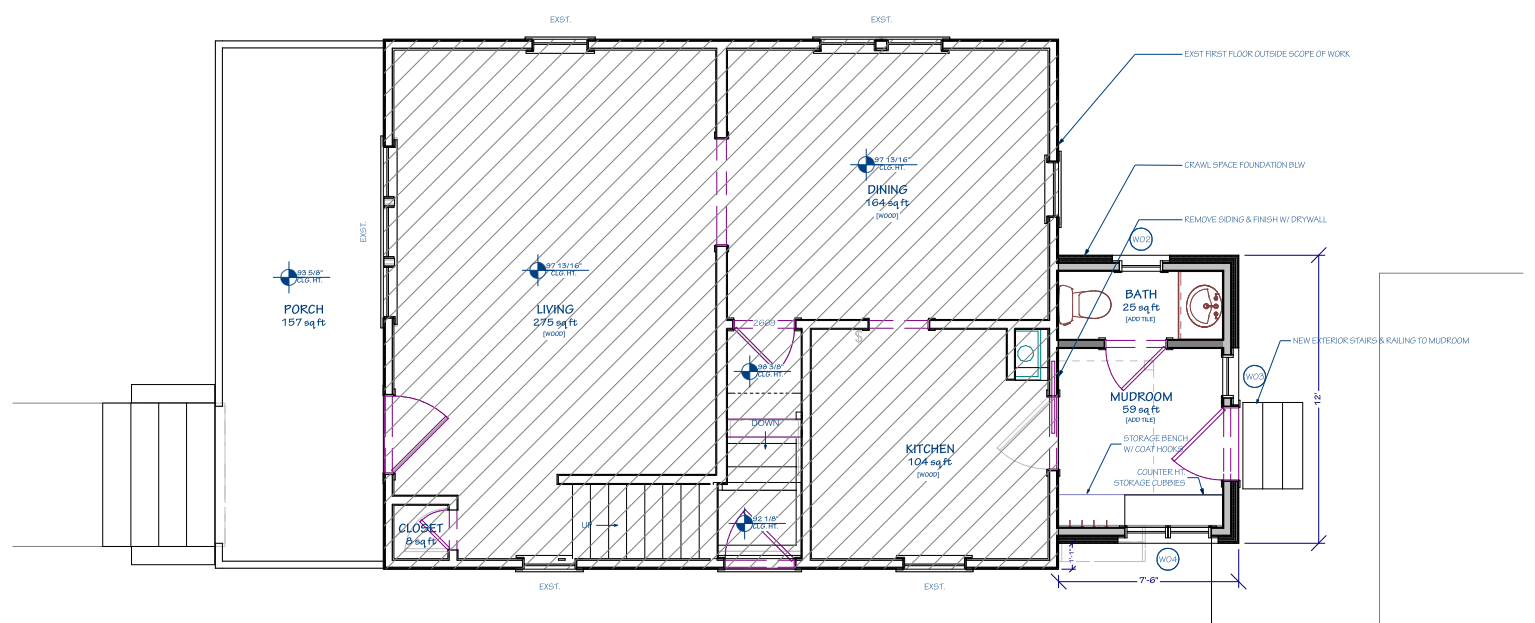 EXST.
EXST.
EXST FIRST FLOOR OUTSIDE SCOPE OF WORK
97 13/16"
CLG. HT.
DINING
164 sq ft
[WOOD]
CRAWL SPACE FOUNDATION BLW
REMOVE SIDING & FINISH W/ DRYWALL
EXST.
W02
93 5/8"
CLG. HT.
PORCH
157 sq ft
97 13/16"
CLG. HT.
LIVING
275 sq ft
[WOOD]
BATH
25 sq ft
[ADD TILE]
2669
$
NEW EXTERIOR STAIRS & RAILING TO MUDROOM
98 3/8"
CLG. HT.
W03
MUDROOM
59 sq ft
[ADD TILE]
12'
DOWN
KITCHEN
104 sq ft
[WOOD]
STORAGE BENCH
W/ COAT HOOKS
COUNTER HT.
STORAGE CUBBIES
CLOSET
8 sq ft
UP
92 1/8"
CLG. HT.
1'-1"
W04
7'-6"
EXST.
EXST.